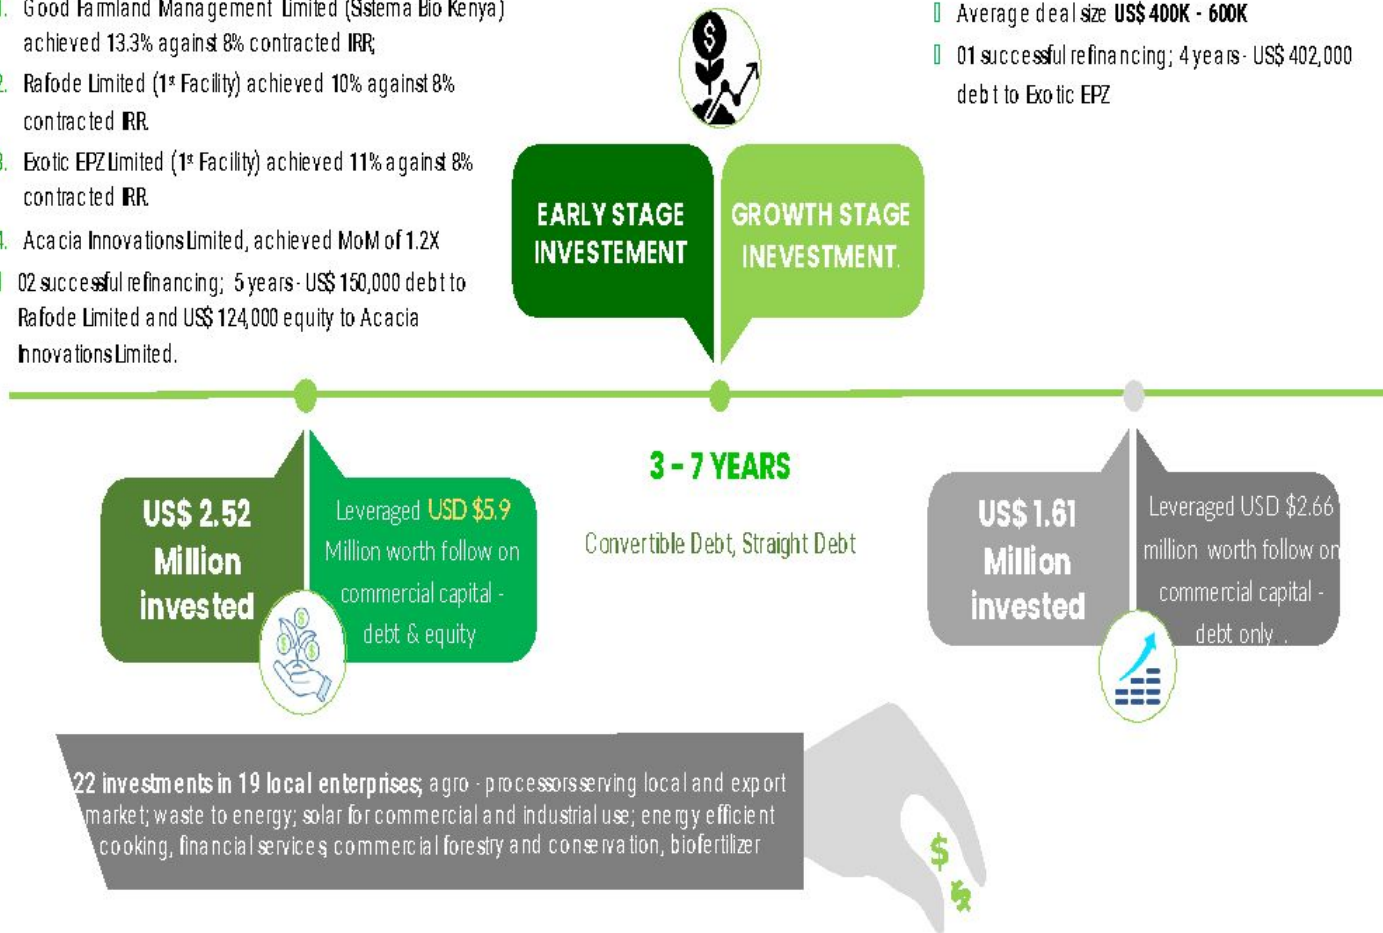 1. Good Farmland Management Limited (Sistema Bio Kenya)
achieved 13.3% against 8% contracted IRR;
2. Rafode Limited (1st Facility) achieved 10% against 8%
contracted IRR.
3. Exotic EPZ Limited (1st Facility) achieved 11% against 8%
contracted IRR.
4. Acacia Innovations Limited, achieved MoM of 1.2X
02 successful refinancing; 5 years - US$ 150,000 debt to
Rafode Limited and US$ 124,000 equity to Acacia
Innovations Limited.
Average deal size US$ 400K - 600K
01 successful refinancing; 4 years - US$ 402,000
debt to Exotic EPZ
EARLY STAGE
INVESTEMENT
GROWTH STAGE
INEVESTMENT.
US$ 2.52
Million
invested
Leveraged USD $5.9
Million worth follow on
commercial capital -
debt & equity
3 – 7 YEARS
Convertible Debt, Straight Debt
US$ 1.61
Million
invested
Leveraged USD $2.66
million worth follow on
commercial capital -
debt only. .
22 investments in 19 local enterprises; agro - processors serving local and export
market; waste to energy; solar for commercial and industrial use; energy efficient
cooking, financial services, commercial forestry and conservation, biofertilizer